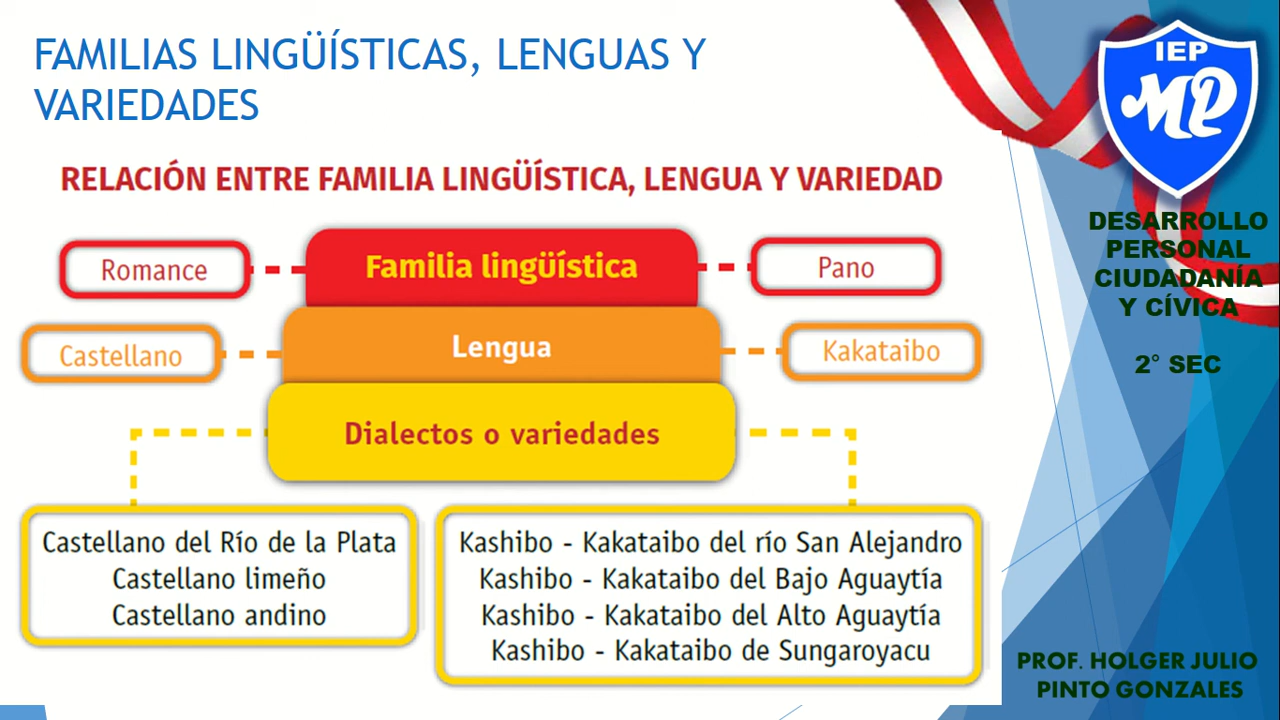 FAMILIAS LINGÜÍSTICAS, LENGUAS Y
VARIEDADES
RELACIÓN ENTRE FAMILIA LINGÜÍSTICA, LENGUA Y VARIEDAD
Romance
Familia lingüística
Pano
Castellano
Lengua
Kakataibo
Dialectos o variedades
Castellano del Río de la Plata
Castellano limeño
Castellano andino
Kashibo - Kakataibo del río San Alejandro
Kashibo - Kakataibo del Bajo Aguaytía
Kashibo - Kakataibo del Alto Aguaytía
Kashibo - Kakataibo de Sungaroyacu
IEP
MP
DESARROLLO
PERSONAL
CIUDADANÍA
Y CÍVICA
2° SEC
PROF. HOLGER JULIO
PINTO GONZALES